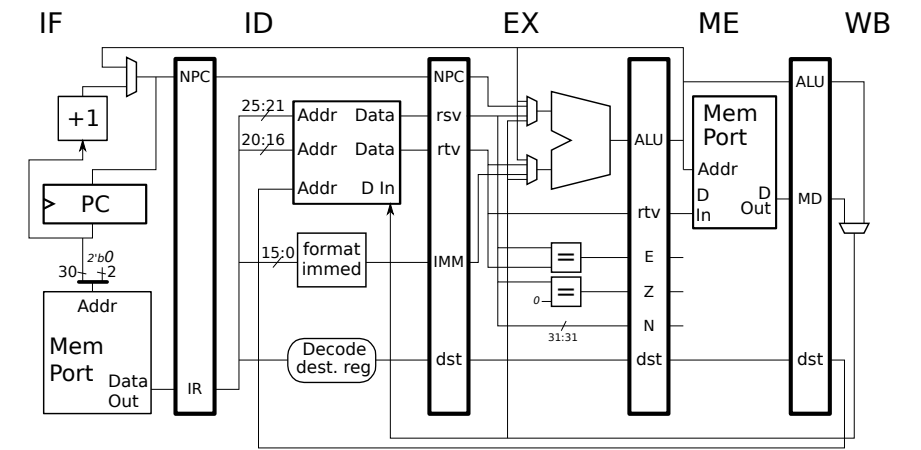 IF ID EX ME WB
NPC
NPC
ALU
+1
25:21
Addr Data
rsv
Mem
Port
20:16
Addr Data
rtv
ALU
Addr
Addr D In
PC
D
In
D
Out
MD
rtv
15:0
format
immed
IMM
=
E
2'b0
30
2
=
0
Z
Addr
31:31
N
Mem
Port
Data
Out
IR
Decode
dest. reg
dst
dst
dst